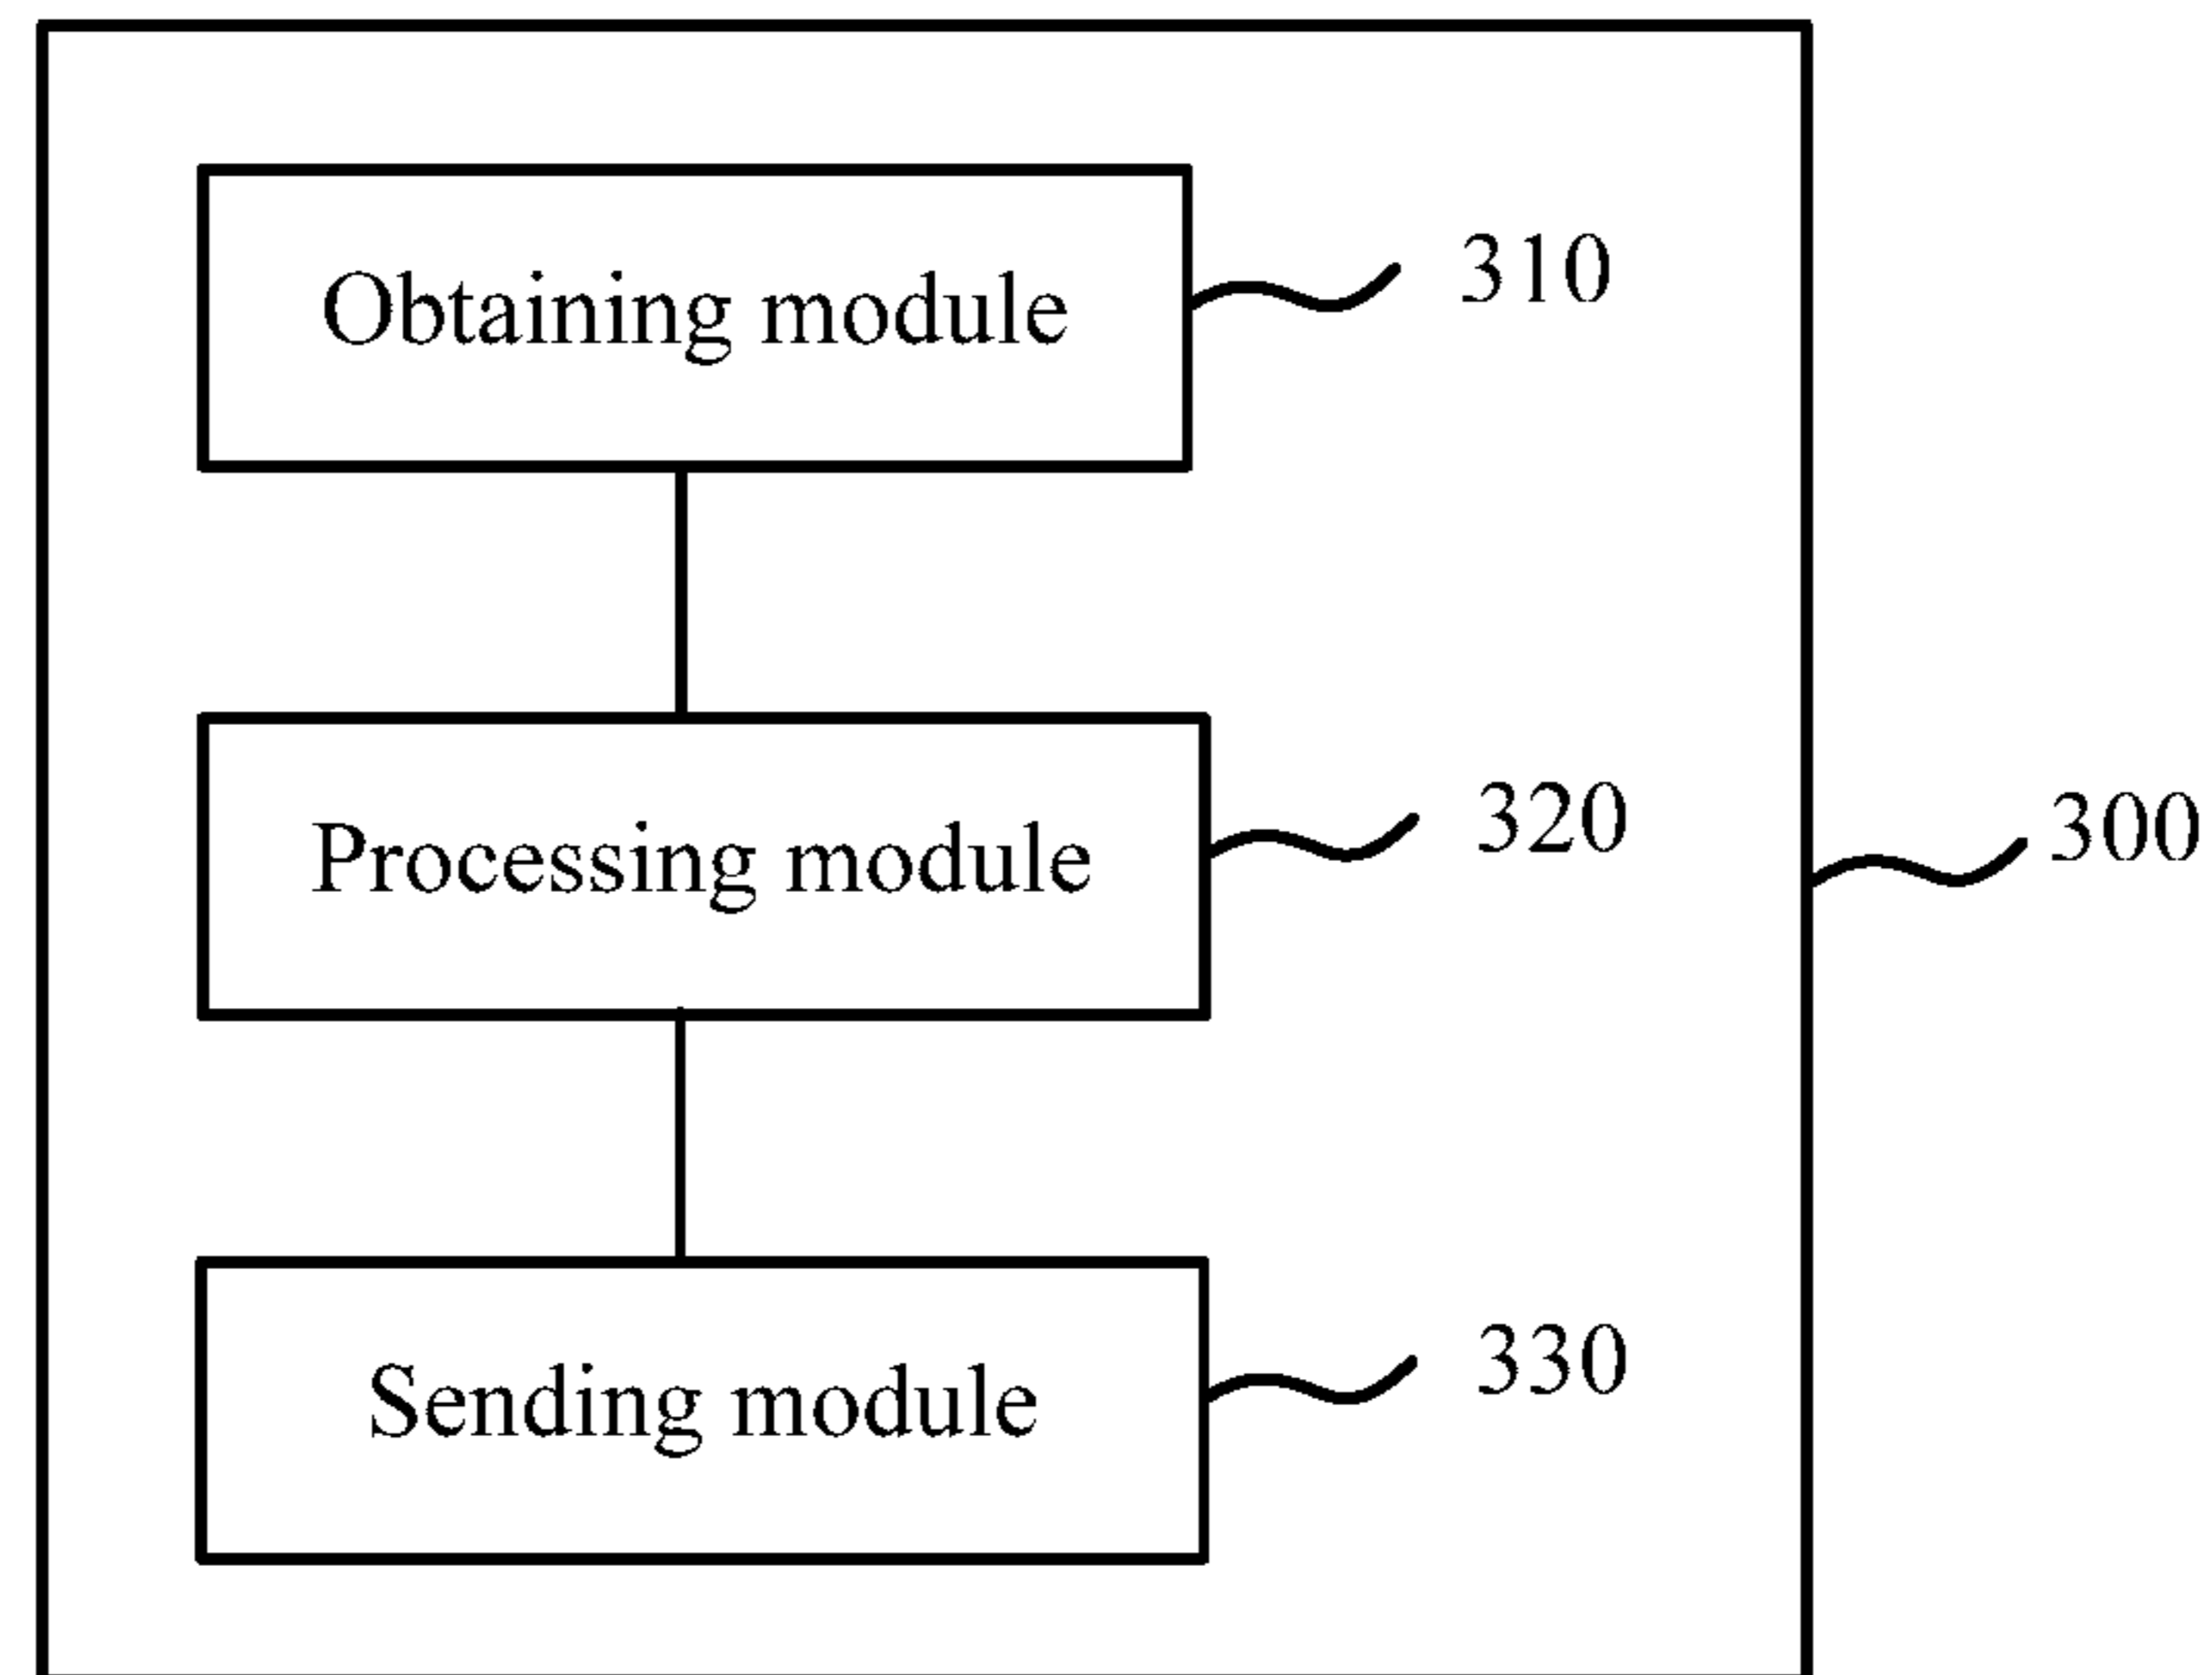 Obtaining module
310
Processing module
320
300
Sending module
330